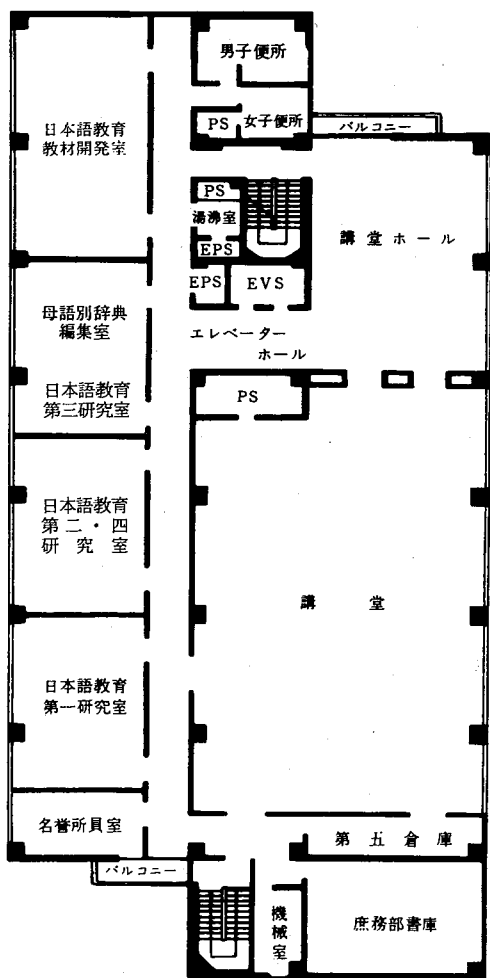 男子便所
日本語教育
教材開発室
PS
女子便所
バルコニー
PS
湯沸室
EPS
講堂ホール
EPS
EVS
母語別辞典
編集室
エレベーター
ホール
日本語教育
第三研究室
PS
日本語教育
第二・四
研究室
講堂
日本語教育
第一研究室
名誉所員室
第五倉庫
バルコニー
機械室
庶務部書庫